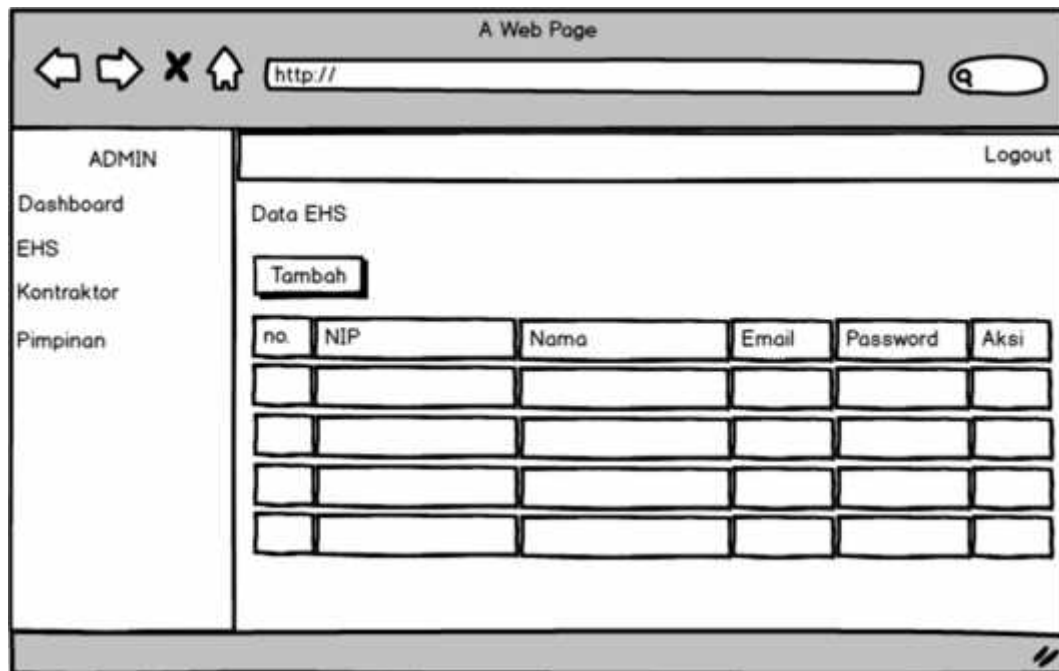 A Web Page
http://
ADMIN
Logout
Dashboard
EHS
Kontraktor
Pimpinan
Data EHS
Tambah
no. NIP Nama Email Password Aksi